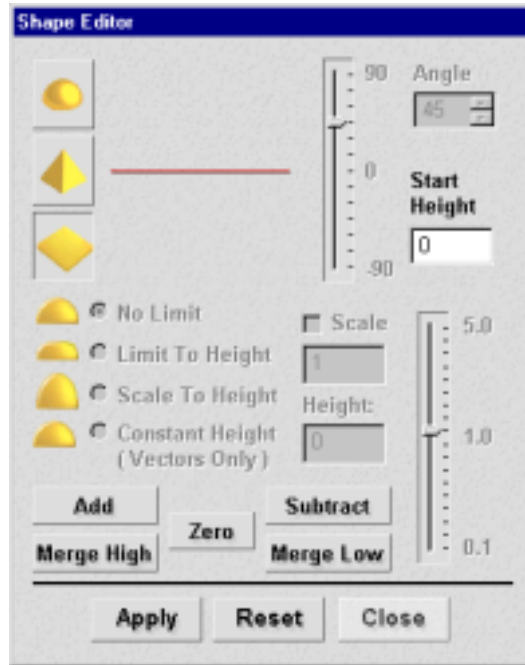 Shape Editor
90
Angle
45
0
Start
Height
0
-90
No Limit
Scale
5.0
Limit To Height
1
Scale To Height
Height:
Constant Height
0
1.0
(Vectors Only)
Add
Subtract
Zero
Merge High
Merge Low
0.1
Apply
Reset
Close